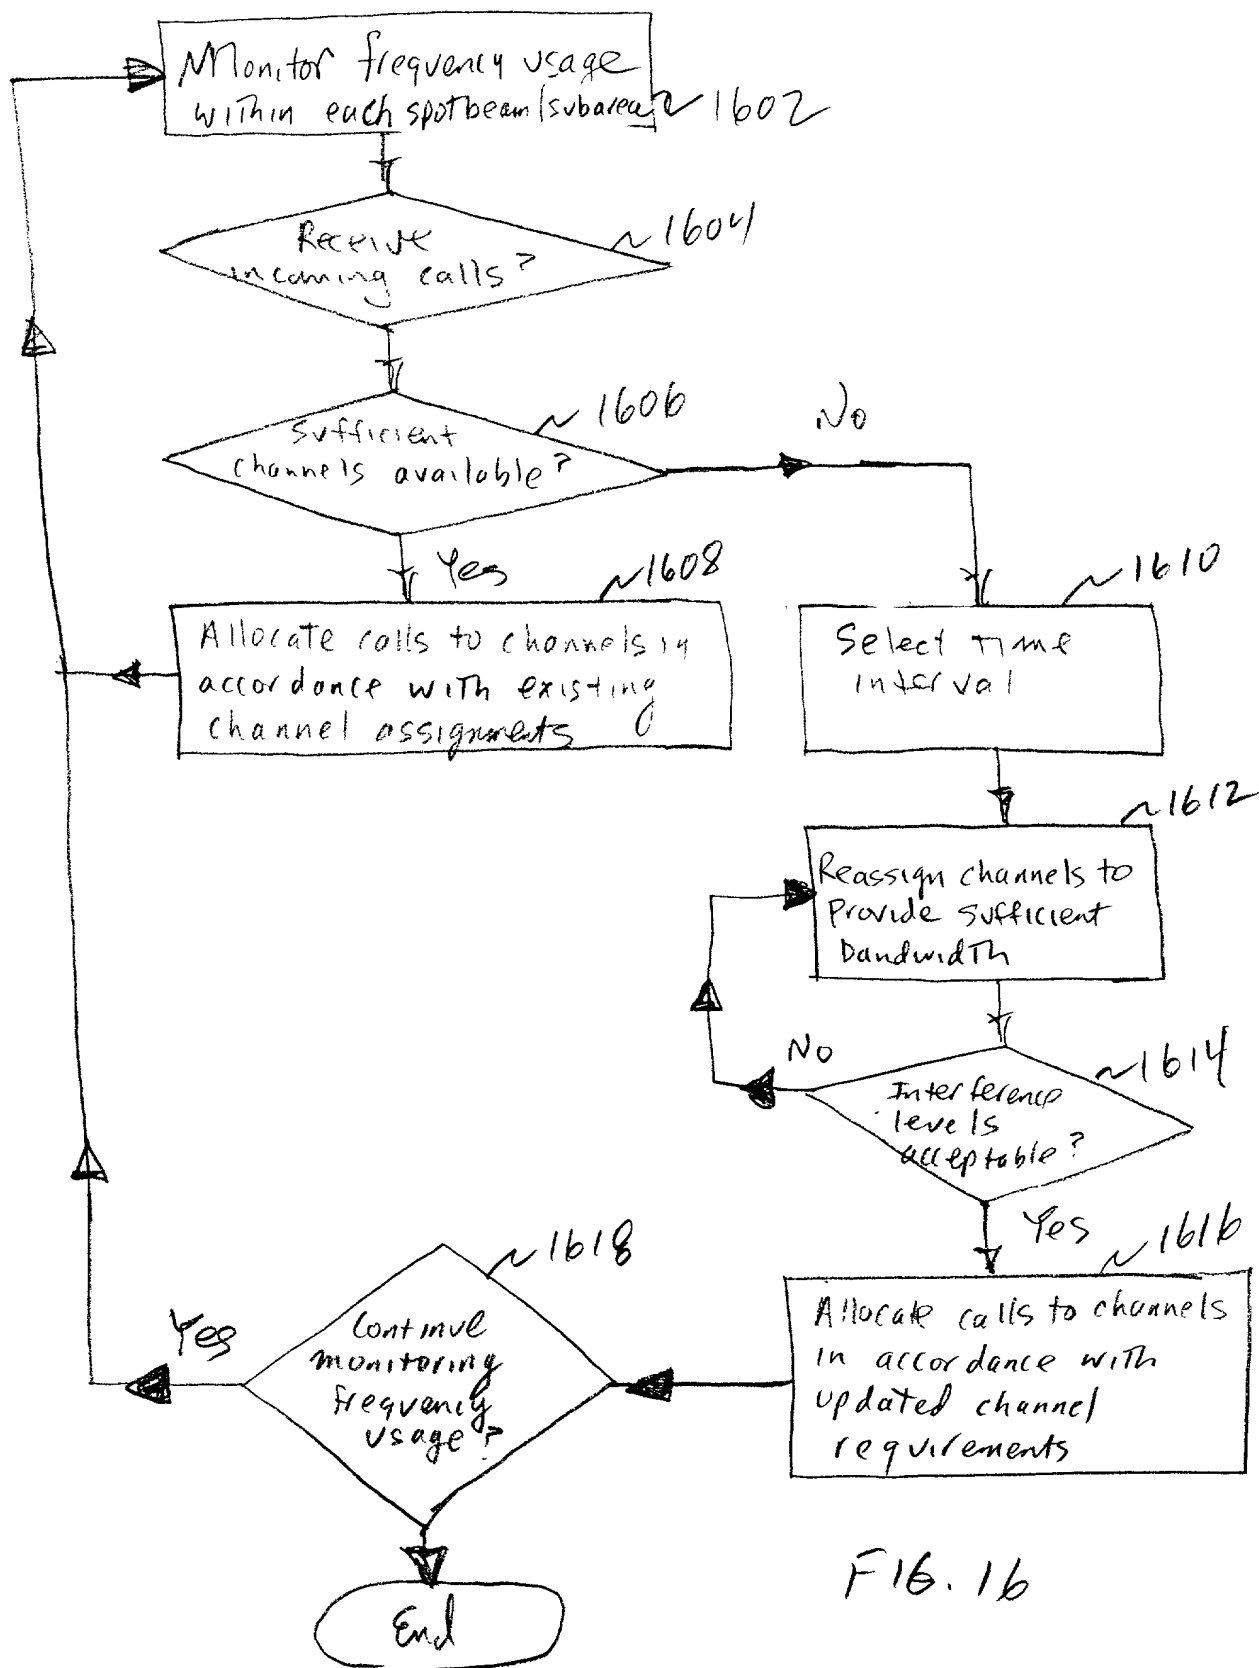 Monitor frequency usage
within each spotbeam/subarea
1602
Receive
incoming calls?
1604
Sufficient
channels available?
1606
No
Yes
1608
Allocate calls to channels in
accordance with existing
channel assignments
1610
Select time
interval
1612
Reassign channels to
Provide sufficient
bandwidth
No
1614
Interference
levels
acceptable?
Yes
1616
Allocate calls to channels
in accordance with
updated channel
requirements
1618
Continue
monitoring
frequency
usage?
Yes
End
FIG. 16